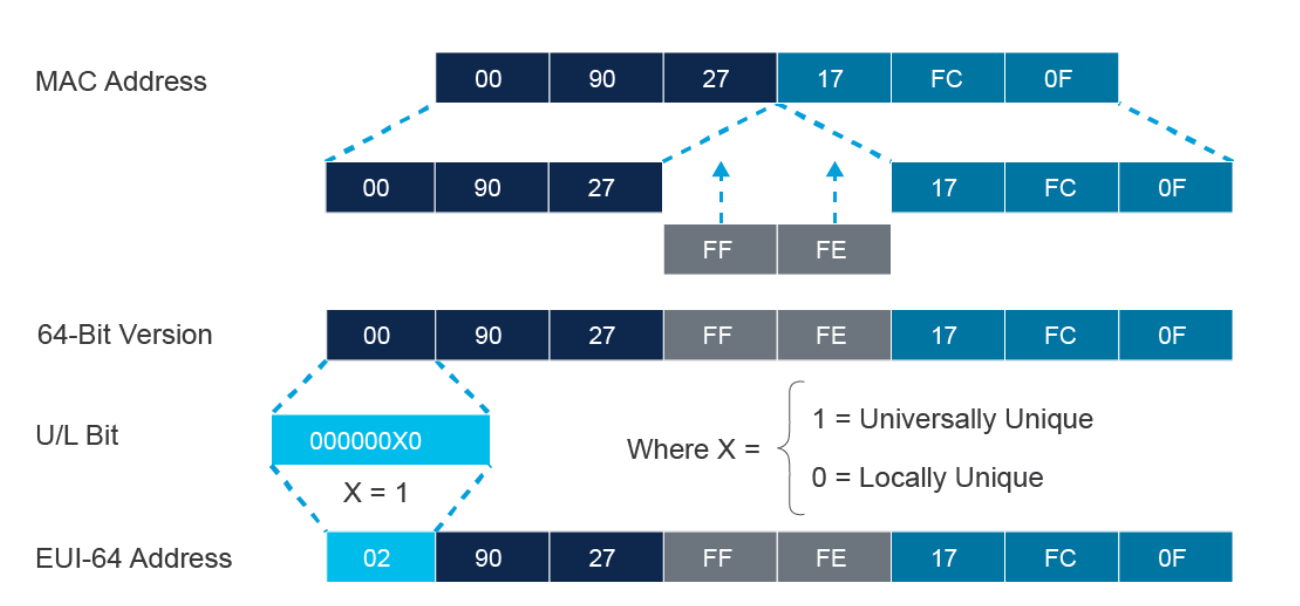 MAC Address 00 90 27 17 FC 0F
00 90 27 17 FC 0F
FF FE
64-Bit Version 00 90 27 FF FE 17 FC 0F
U/L Bit 000000X0
X = 1
Where X =
1 = Universally Unique
0 = Locally Unique
EUI-64 Address 02 90 27 FF FE 17 FC 0F